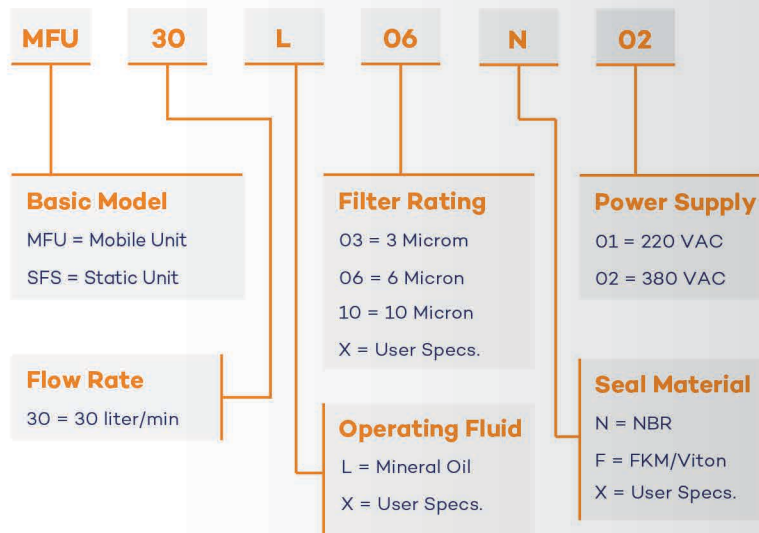 MFU 30 L 06 N 02
Basic Model
MFU = Mobile Unit
SFS = Static Unit
Filter Rating
03 = 3 Microm
06 = 6 Micron
10 = 10 Micron
X = User Specs.
Power Supply
01 = 220 VAC
02 = 380 VAC
Flow Rate
30 = 30 liter/min
Operating Fluid
L = Mineral Oil
X = User Specs.
Seal Material
N = NBR
F = FKM/Viton
X = User Specs.